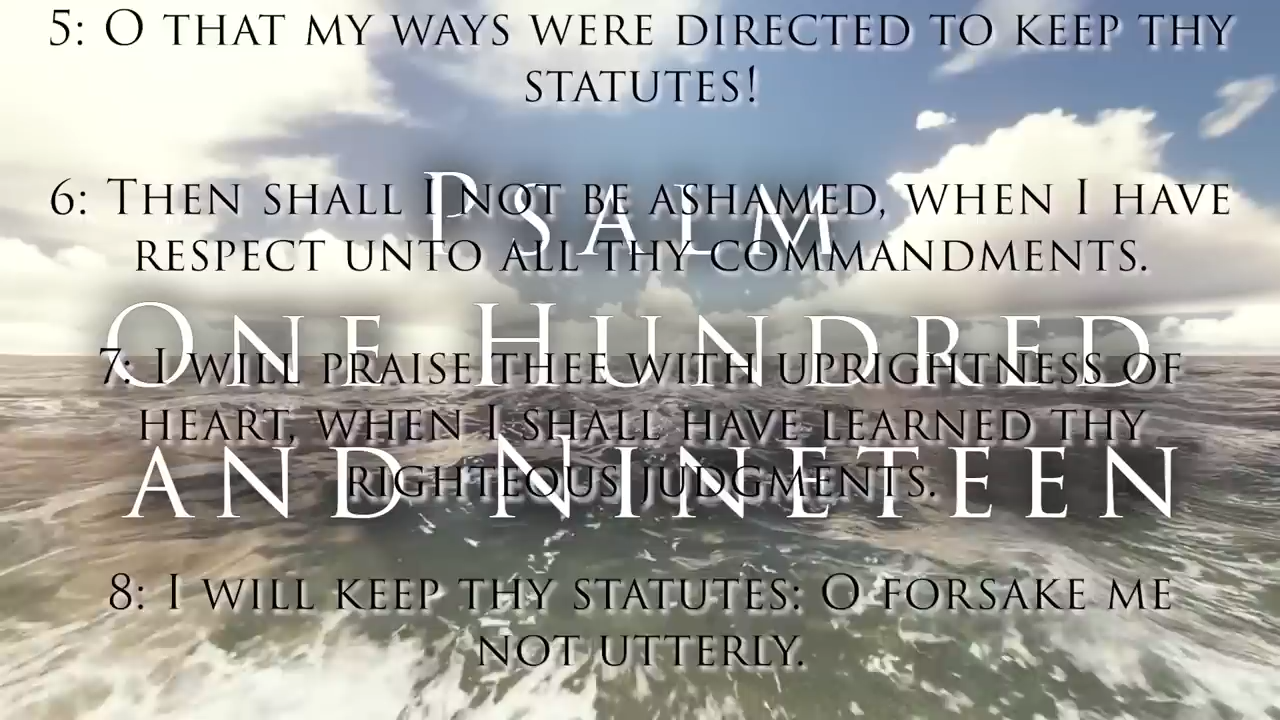 5: O that my ways were directed to keep thy
statutes!
6: Then shall I not be ashamed, when I have
respect unto all thy commandments.
Psalm
One Hundred
7: I will praise thee with uprightness of
heart, when I shall have learned thy
and Nineteen
righteous judgments.
8: I will keep thy statutes: O forsake me
not utterly.